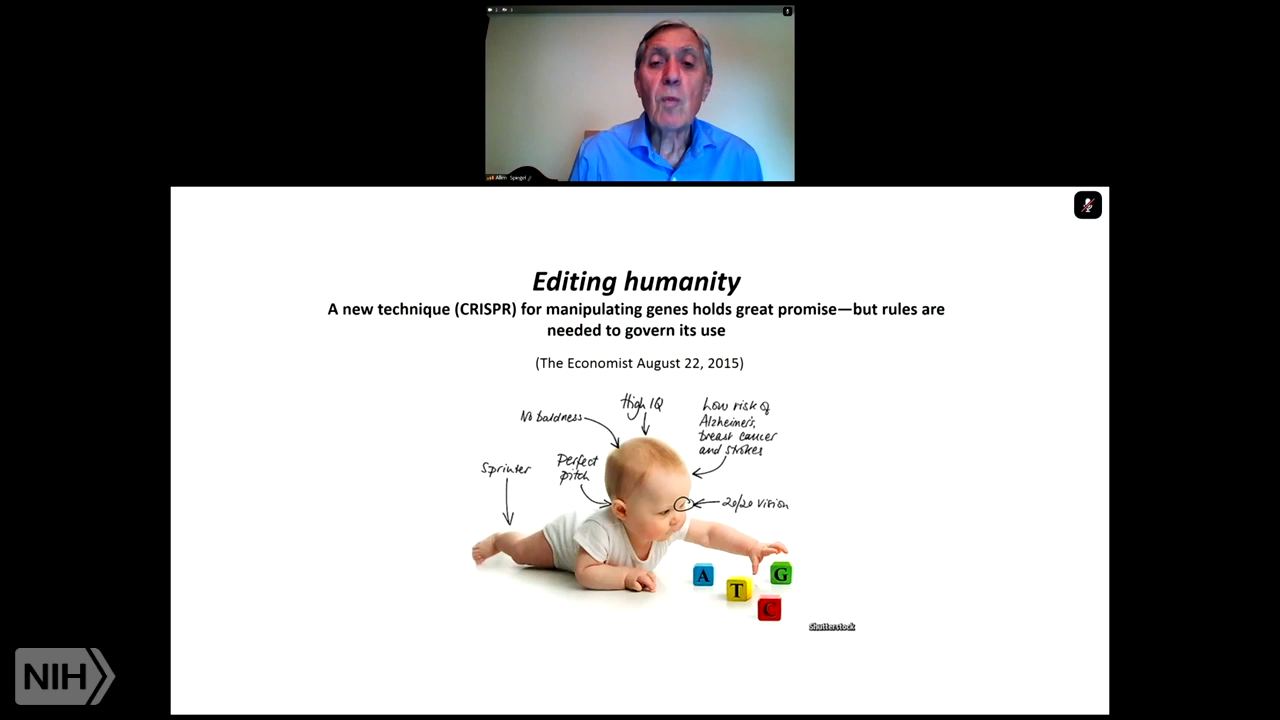 Allen Spiegel
Editing humanity
A new technique (CRISPR) for manipulating genes holds great promise—but rules are
needed to govern its use
(The Economist August 22, 2015)
No baldness
High IQ
Low risk of
Alzheimer's,
breast cancer
and strokes
Sprinter
Perfect
pitch
20/20 vision
A
T
G
C
Shutterstock
NIH